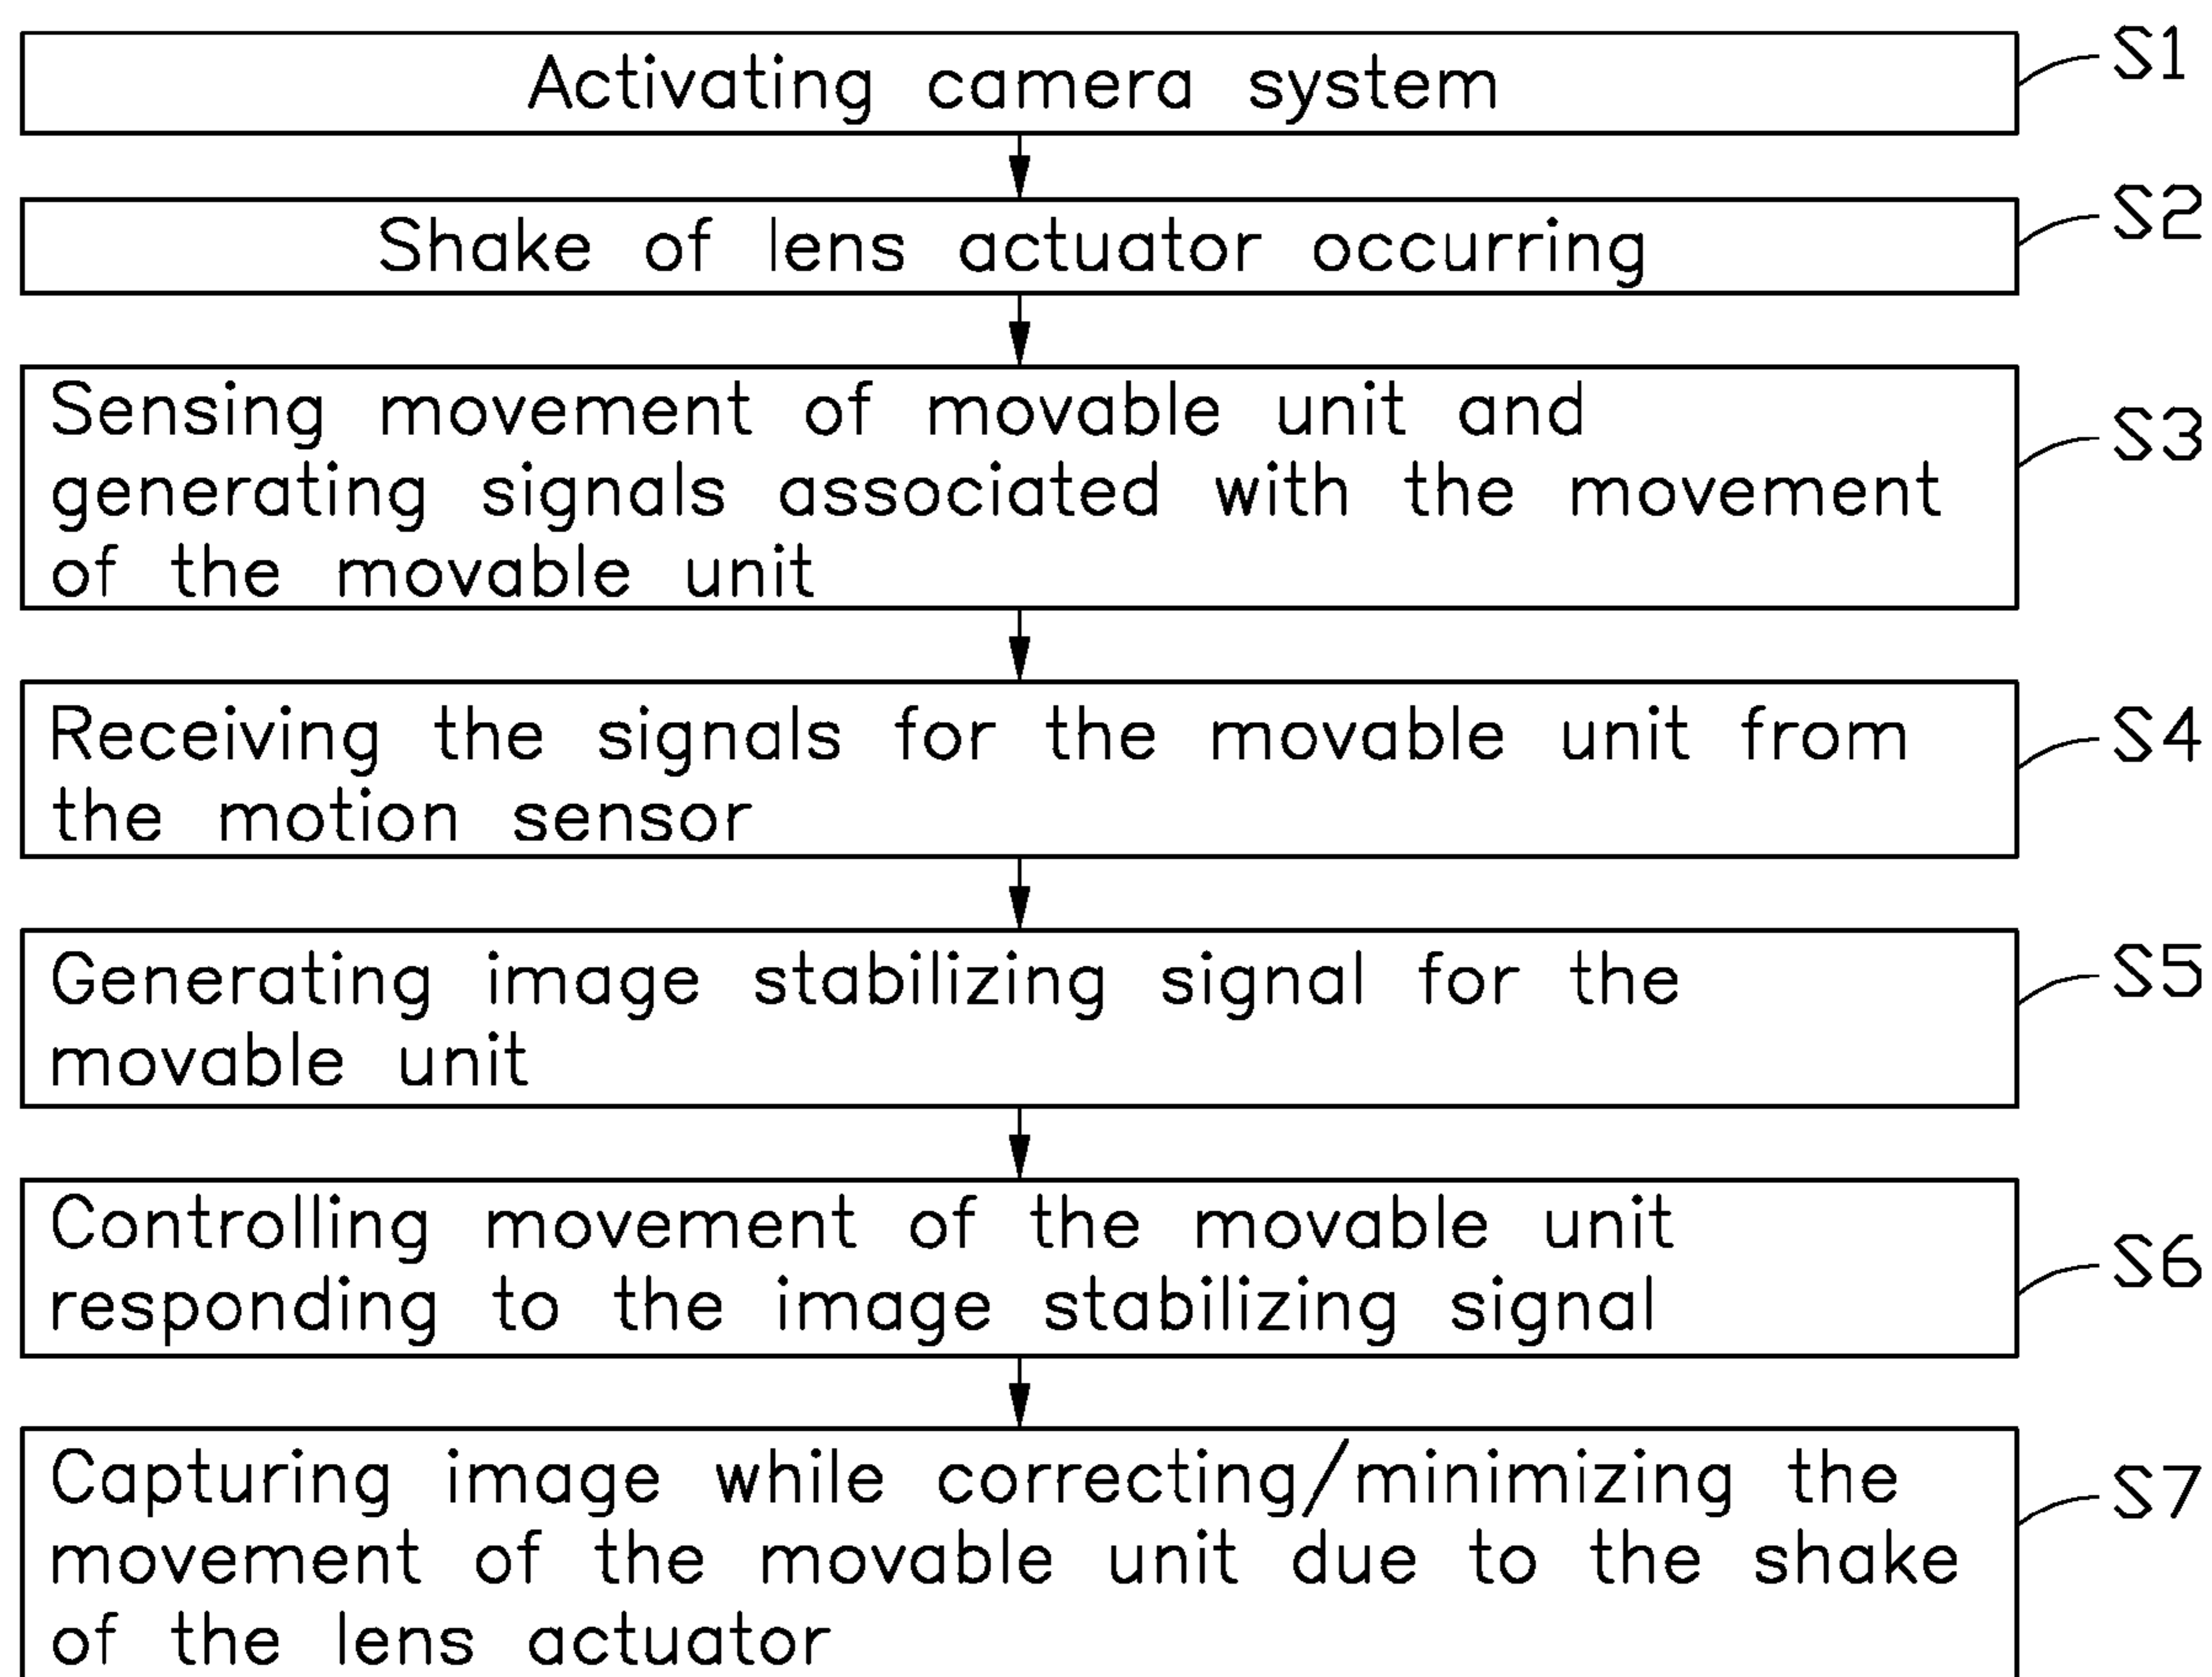 Activating camera system
S1
Shake of lens actuator occurring
S2
Sensing movement of movable unit and
generating signals associated with the movement
of the movable unit
S3
Receiving the signals for the movable unit from
the motion sensor
S4
Generating image stabilizing signal for the
movable unit
S5
Controlling movement of the movable unit
responding to the image stabilizing signal
S6
Capturing image while correcting/minimizing the
movement of the movable unit due to the shake
of the lens actuator
S7